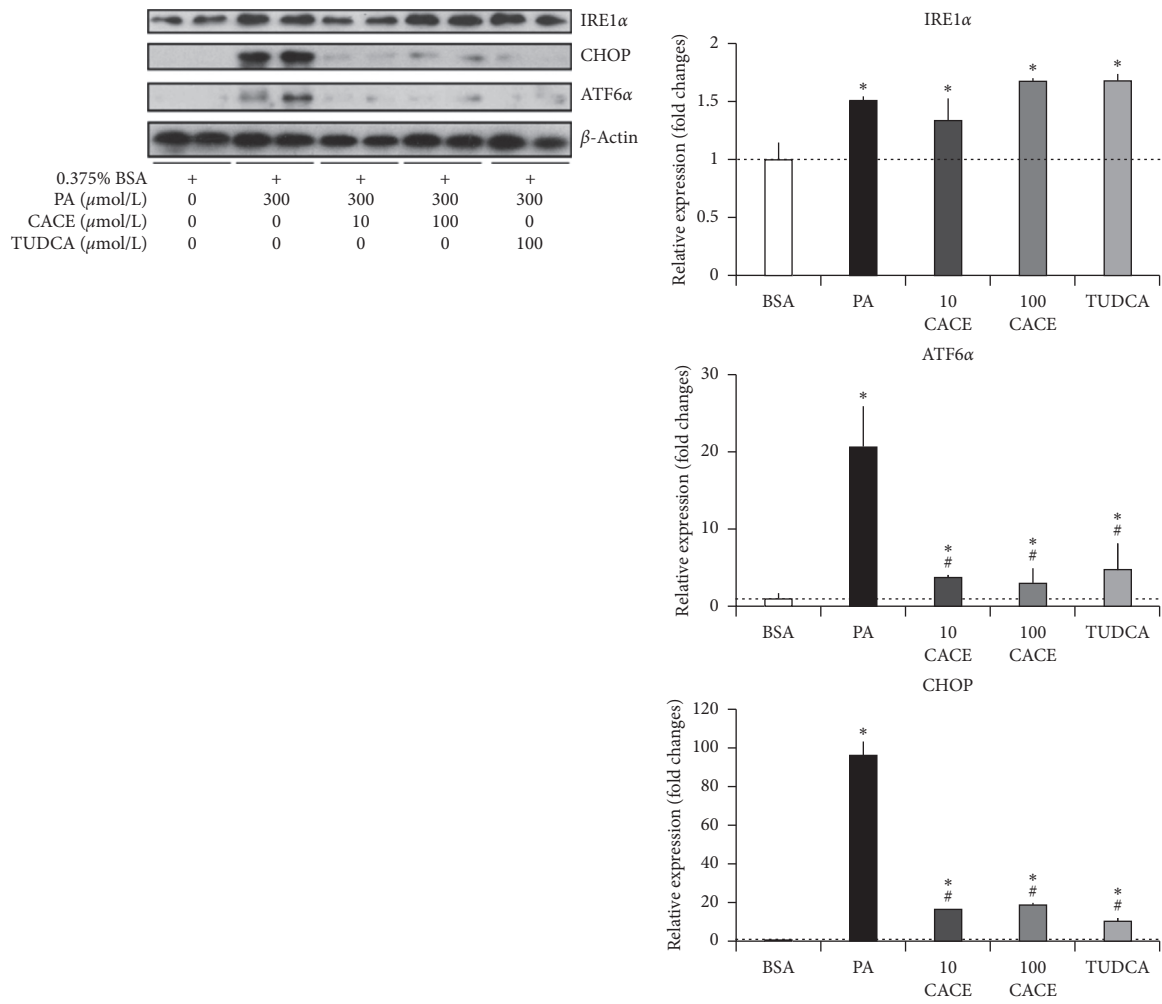 IRE1α
CHOP
ATF6α
β-Actin
0.375% BSA + + + + +
PA (μmol/L) 0 300 300 300 300
CACE (μmol/L) 0 0 10 100 0
TUDCA (μmol/L) 0 0 0 0 100
IRE1α
Relative expression (fold changes)
2
1.5
1
0.5
0
* * * *
BSA PA 10 CACE 100 CACE TUDCA
ATF6α
Relative expression (fold changes)
30
20
10
0
* * * *
# # #
BSA PA 10 CACE 100 CACE TUDCA
CHOP
Relative expression (fold changes)
120
100
80
60
40
20
0
* * * *
# # #
BSA PA 10 CACE 100 CACE TUDCA